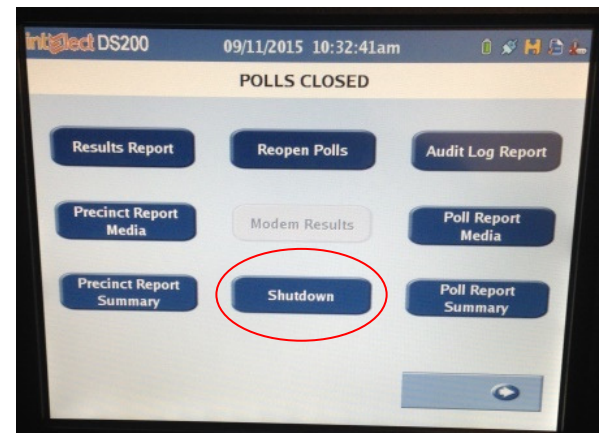 intElect DS200 09/11/2015 10:32:41am
POLLS CLOSED
Results Report Reopen Polls Audit Log Report
Precinct Report
Media
Modem Results
Poll Report
Media
Precinct Report
Summary
Shutdown
Poll Report
Summary